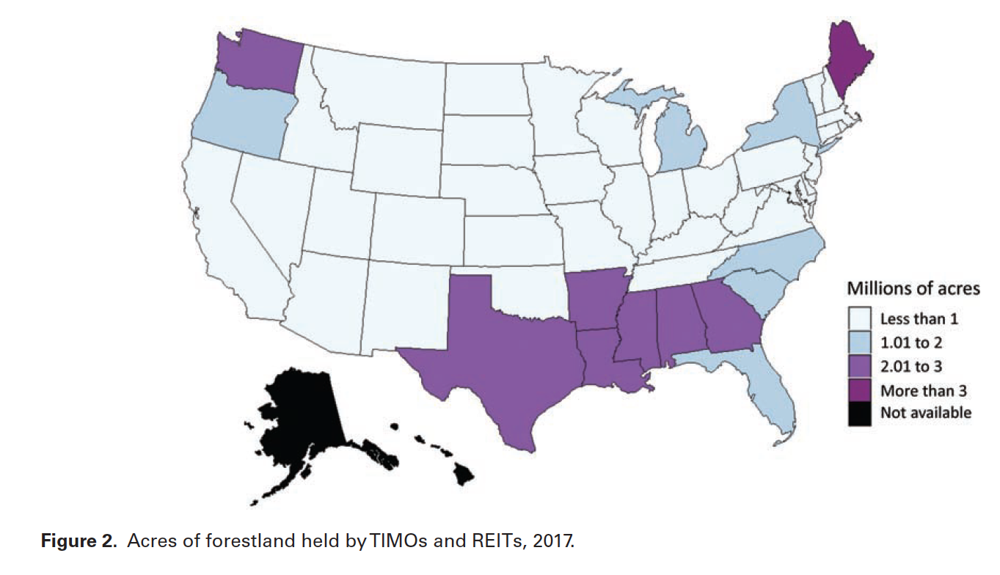 Millions of acres
Less than 1
1.01 to 2
2.01 to 3
More than 3
Not available
Figure 2. Acres of forestland held by TIMOs and REITs, 2017.